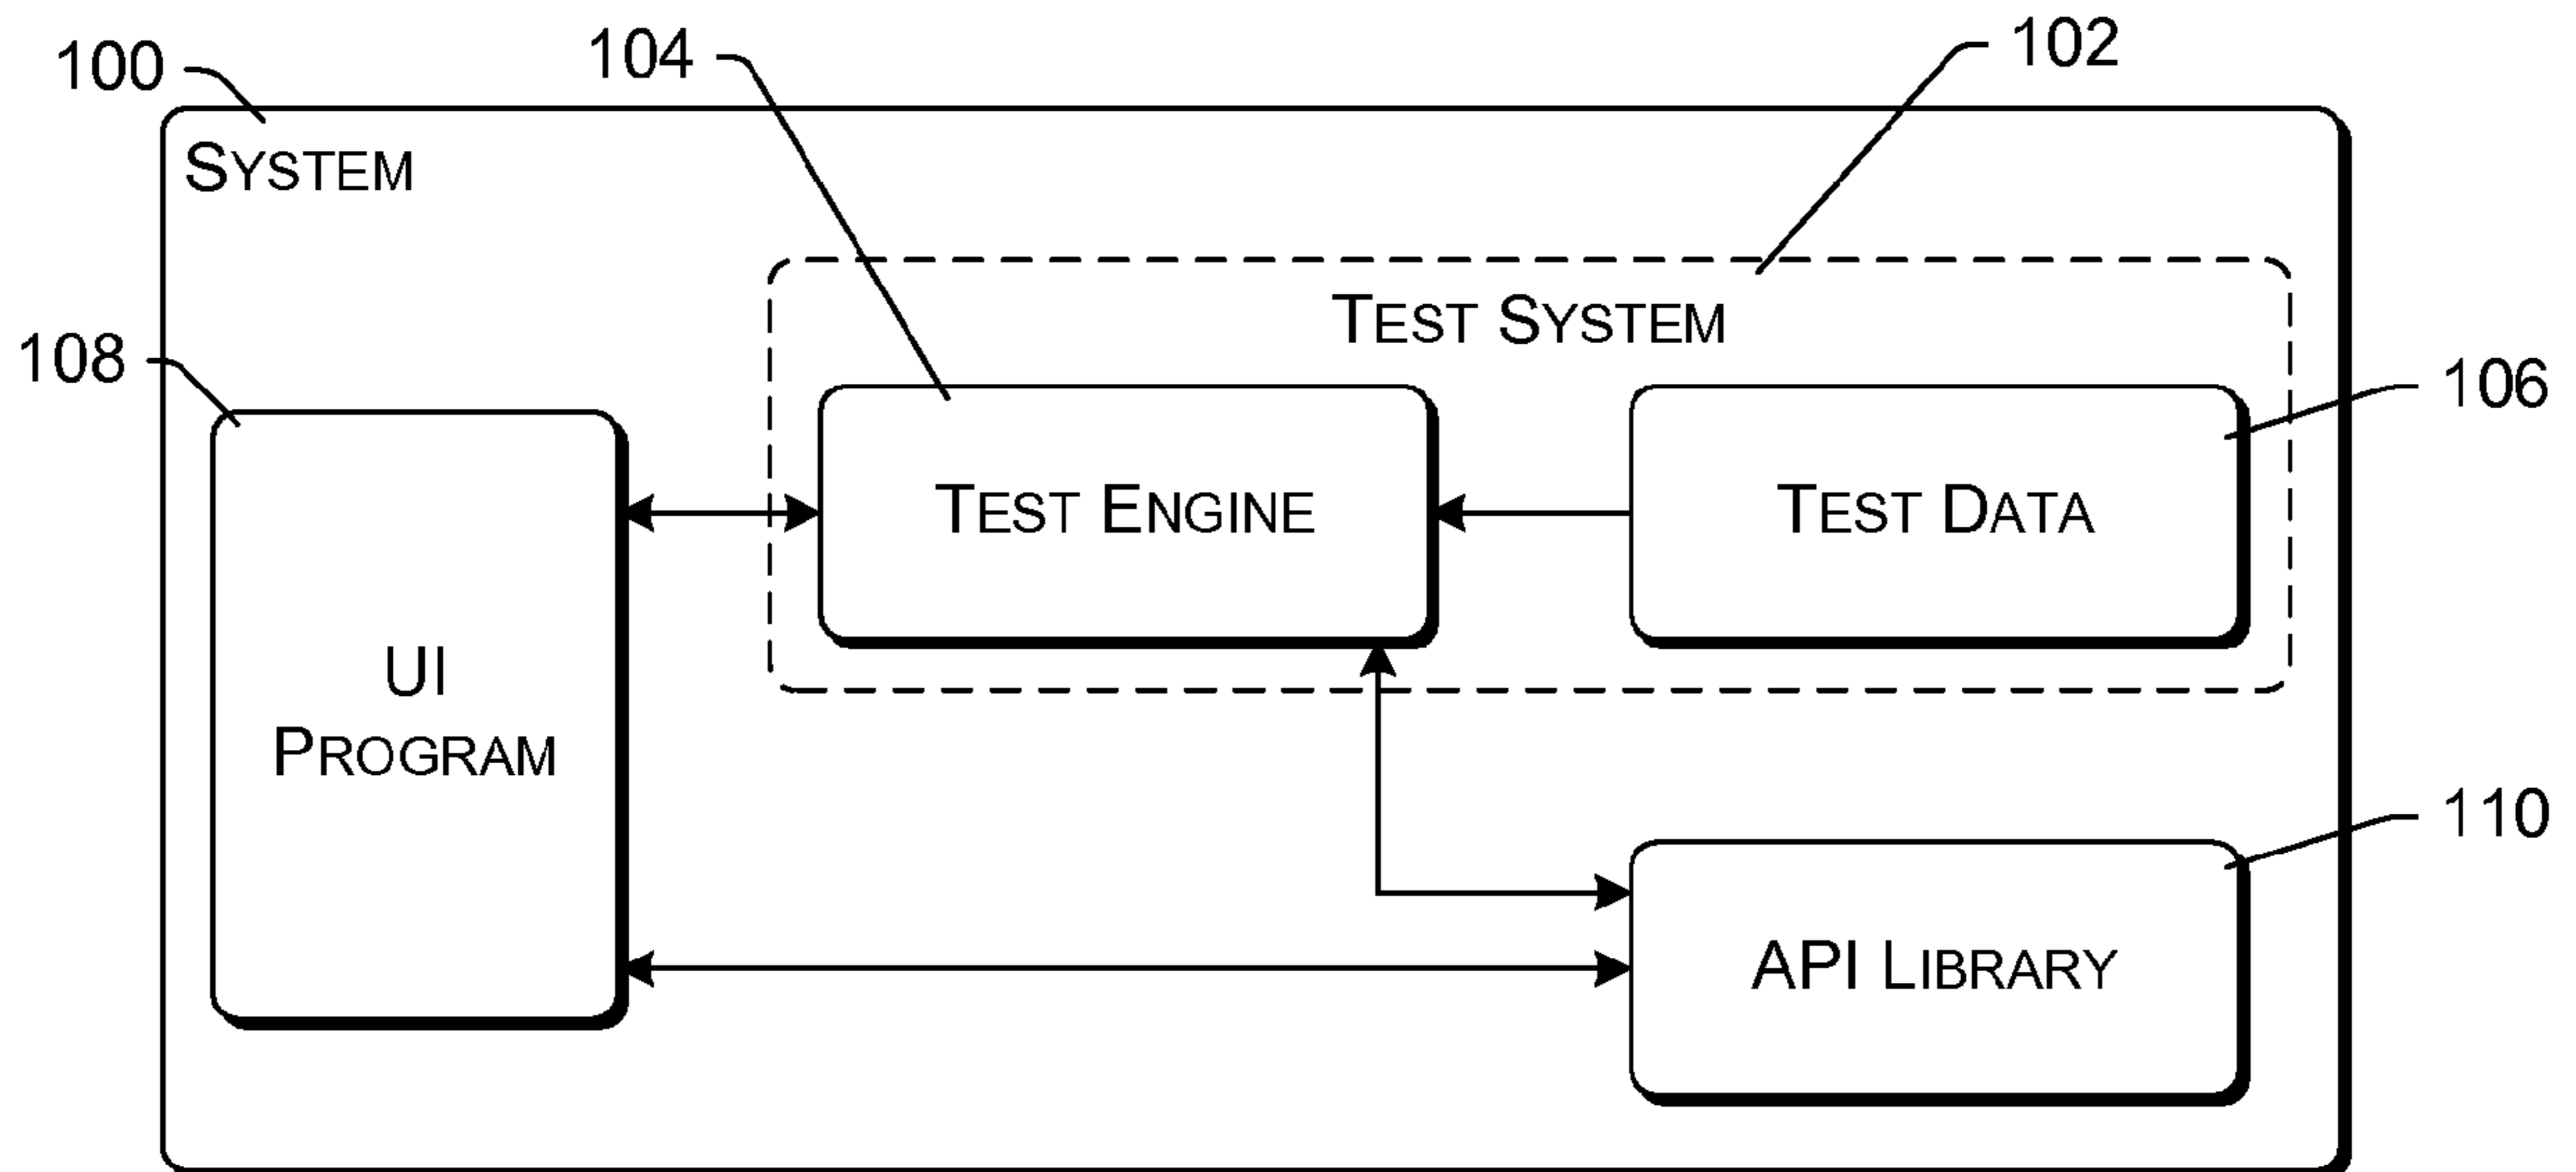 100
104
102
SYSTEM
TEST SYSTEM
108
106
TEST ENGINE
TEST DATA
UI
PROGRAM
110
API LIBRARY